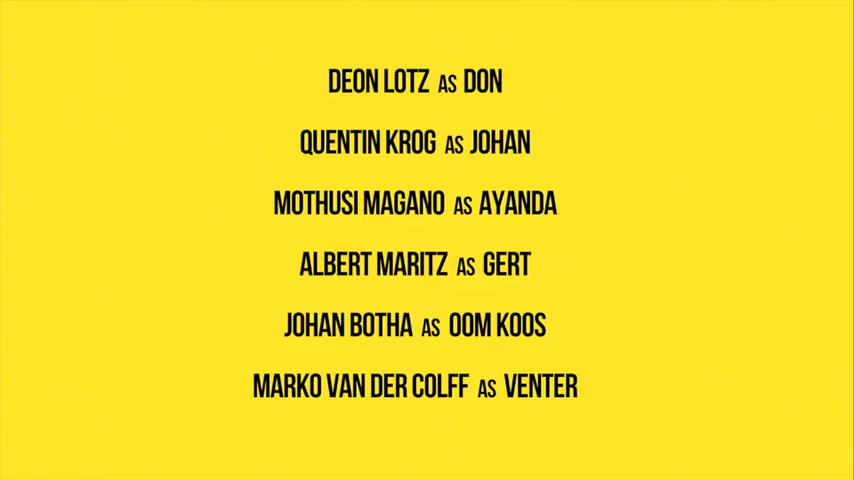 DEON LOTZ AS DON
QUENTIN KROG AS JOHAN
MOTHUSI MAGANO AS AYANDA
ALBERT MARITZ AS GERT
JOHAN BOTHA AS OOM KOOS
MARKO VAN DER COLFF AS VENTER